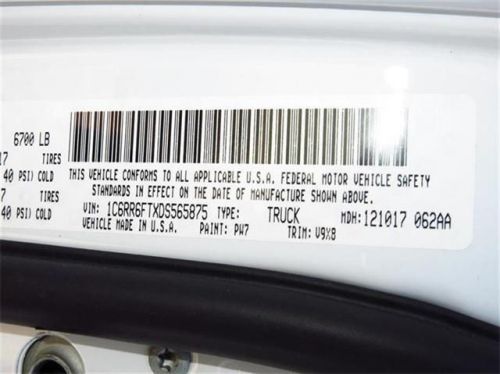 6700 LB
17 TIRES
40 PSI) COLD
7 TIRES
40 PSI) COLD
THIS VEHICLE CONFORMS TO ALL APPLICABLE U.S.A. FEDERAL MOTOR VEHICLE SAFETY
STANDARDS IN EFFECT ON THE DATE OF MANUFACTURE SHOWN ABOVE.
VIN: 1C6RR6FTXDS565875 TYPE: TRUCK MDH: 121017 062AA
VEHICLE MADE IN U.S.A. PAINT: PW7 TRIM: V9X8